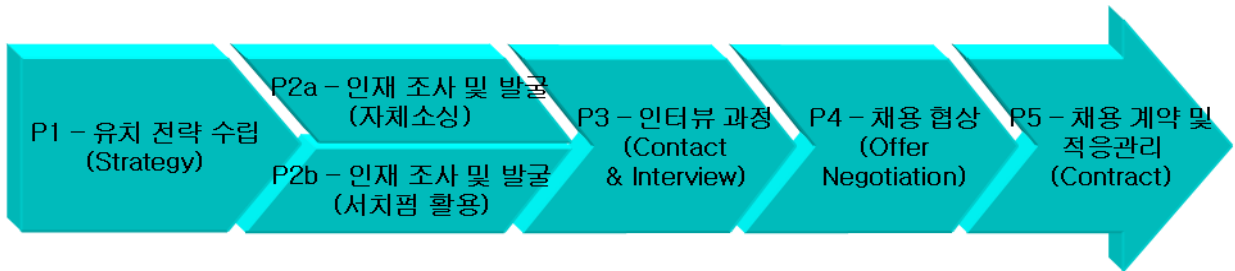 P1 – 유치 전략 수립
(Strategy)
P2a – 인재 조사 및 발굴
(자체소싱)
P2b – 인재 조사 및 발굴
(서치펌 활용)
P3 – 인터뷰 과정
(Contact
& Interview)
P4 – 채용 협상
(Offer
Negotiation)
P5 – 채용 계약 및
적응관리
(Contract)